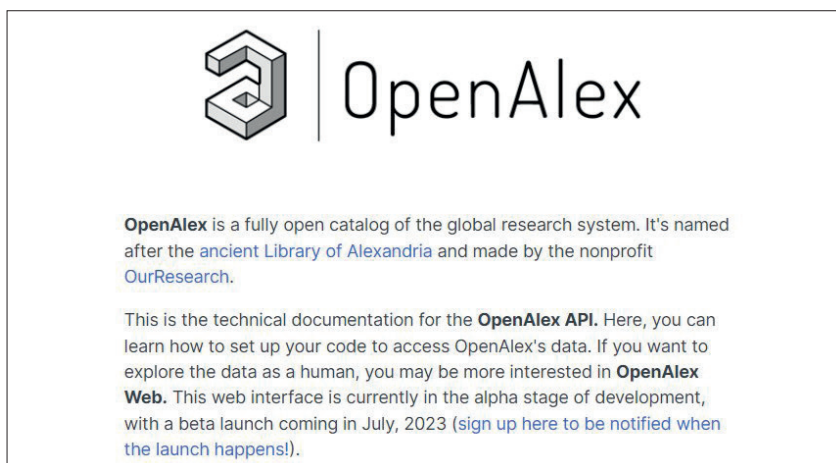 OpenAlex
OpenAlex is a fully open catalog of the global research system. It's named
after the ancient Library of Alexandria and made by the nonprofit
OurResearch.
This is the technical documentation for the OpenAlex API. Here, you can
learn how to set up your code to access OpenAlex's data. If you want to
explore the data as a human, you may be more interested in OpenAlex
Web. This web interface is currently in the alpha stage of development,
with a beta launch coming in July, 2023 (sign up here to be notified when
the launch happens!).